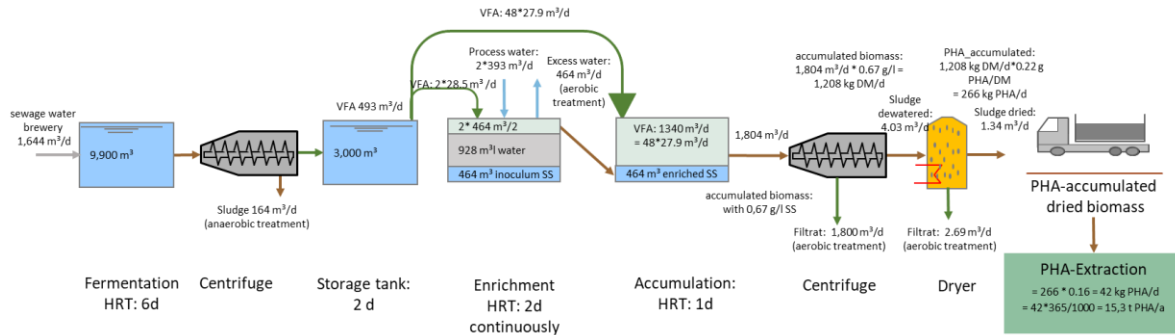 VFA: 48*27.9 m³/d
Process water:
2*393 m³/d
Excess water:
464 m³/d
(aerobic
treatment)
accumulated biomass:
1,804 m³/d * 0.67 g/l =
1,208 kg DM/d
PHA_accumulated:
1,208 kg DM/d*0.22 g
PHA/DM
= 266 kg PHA/d
VFA: 2*28.5 m³/d
VFA 493 m³/d
sewage water
brewery
1,644 m³/d
9,900 m³
3,000 m³
2* 464 m³/2
928 m³l water
464 m³ inoculum SS
VFA: 1340 m³/d
= 48*27.9 m³/d
464 m³ enriched SS
1,804 m³/d
Sludge
dewatered:
4.03 m³/d
Sludge dried:
1.34 m³/d
Sludge 164 m³/d
(anaerobic treatment)
accumulated biomass:
with 0,67 g/l SS
Filtrat: 1,800 m³/d
(aerobic treatment)
Filtrat: 2.69 m³/d
(aerobic treatment)
PHA-accumulated
dried biomass
Fermentation
HRT: 6d
Centrifuge
Storage tank:
2 d
Enrichment
HRT: 2d
continuously
Accumulation:
HRT: 1d
Centrifuge
Dryer
PHA-Extraction
= 266 * 0.16 = 42 kg PHA/d
=42*365/1000 = 15,3 t PHA/a